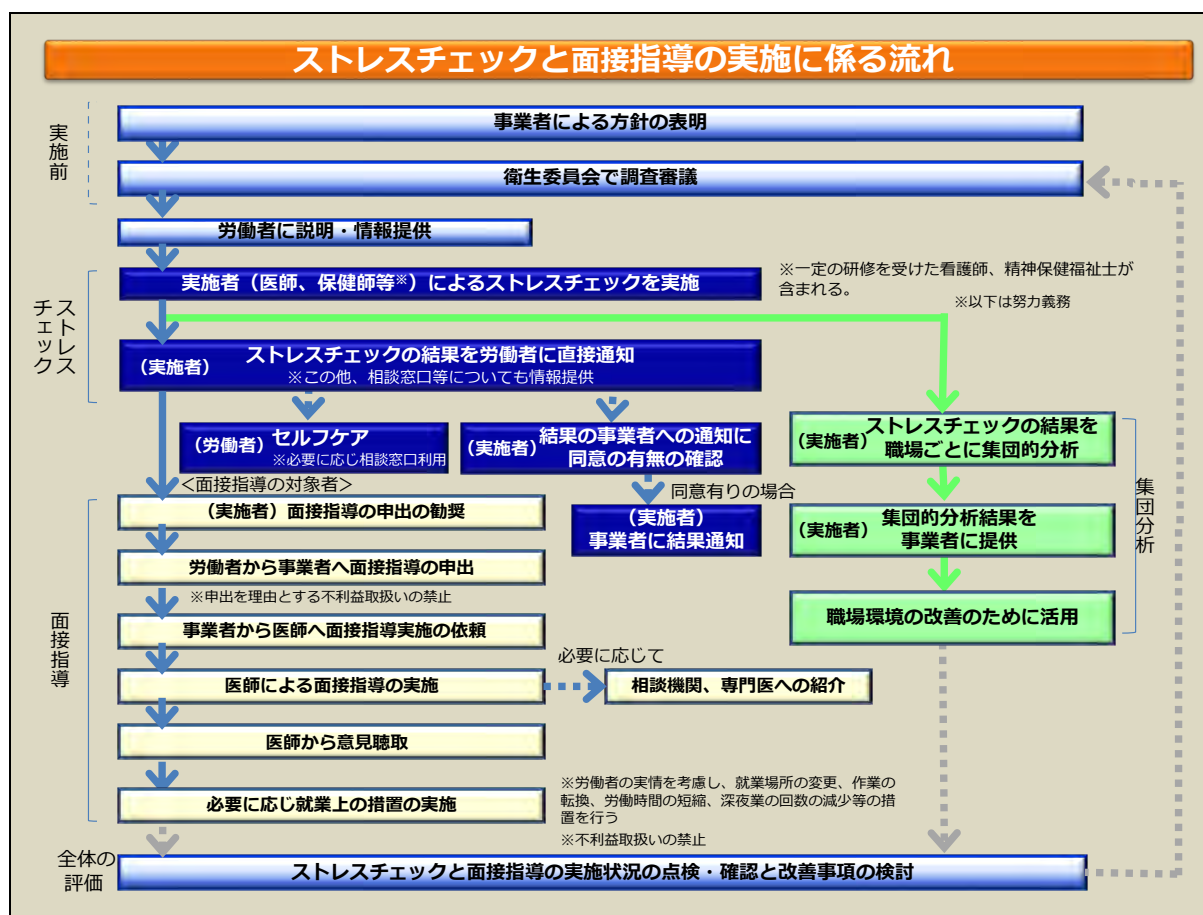 ストレスチェックと面接指導の実施に係る流れ
実施前
事業者による方針の表明
衛生委員会で調査審議
労働者に説明・情報提供
ストレスチェック
実施者(医師、保健師等※)によるストレスチェックを実施
※一定の研修を受けた看護師、精神保健福祉士が
含まれる。
※以下は努力義務
(実施者)
ストレスチェックの結果を労働者に直接通知
※この他、相談窓口等についても情報提供
(労働者)セルフケア
※必要に応じ相談窓口利用
(実施者)
結果の事業者への通知に
同意の有無の確認
同意有りの場合
(実施者)
事業者に結果通知
集団分析
(実施者)
ストレスチェックの結果を
職場ごとに集団的分析
(実施者)
集団的分析結果を
事業者に提供
職場環境の改善のために活用
面接指導
<面接指導の対象者>
(実施者)面接指導の申出の勧奨
労働者から事業者へ面接指導の申出
※申出を理由とする不利益取扱いの禁止
事業者から医師へ面接指導実施の依頼
医師による面接指導の実施
必要に応じて
相談機関、専門医への紹介
医師から意見聴取
必要に応じ就業上の措置の実施
※労働者の実情を考慮し、就業場所の変更、作業の
転換、労働時間の短縮、深夜業の回数の減少等の措
置を行う
※不利益取扱いの禁止
全体の
評価
ストレスチェックと面接指導の実施状況の点検・確認と改善事項の検討